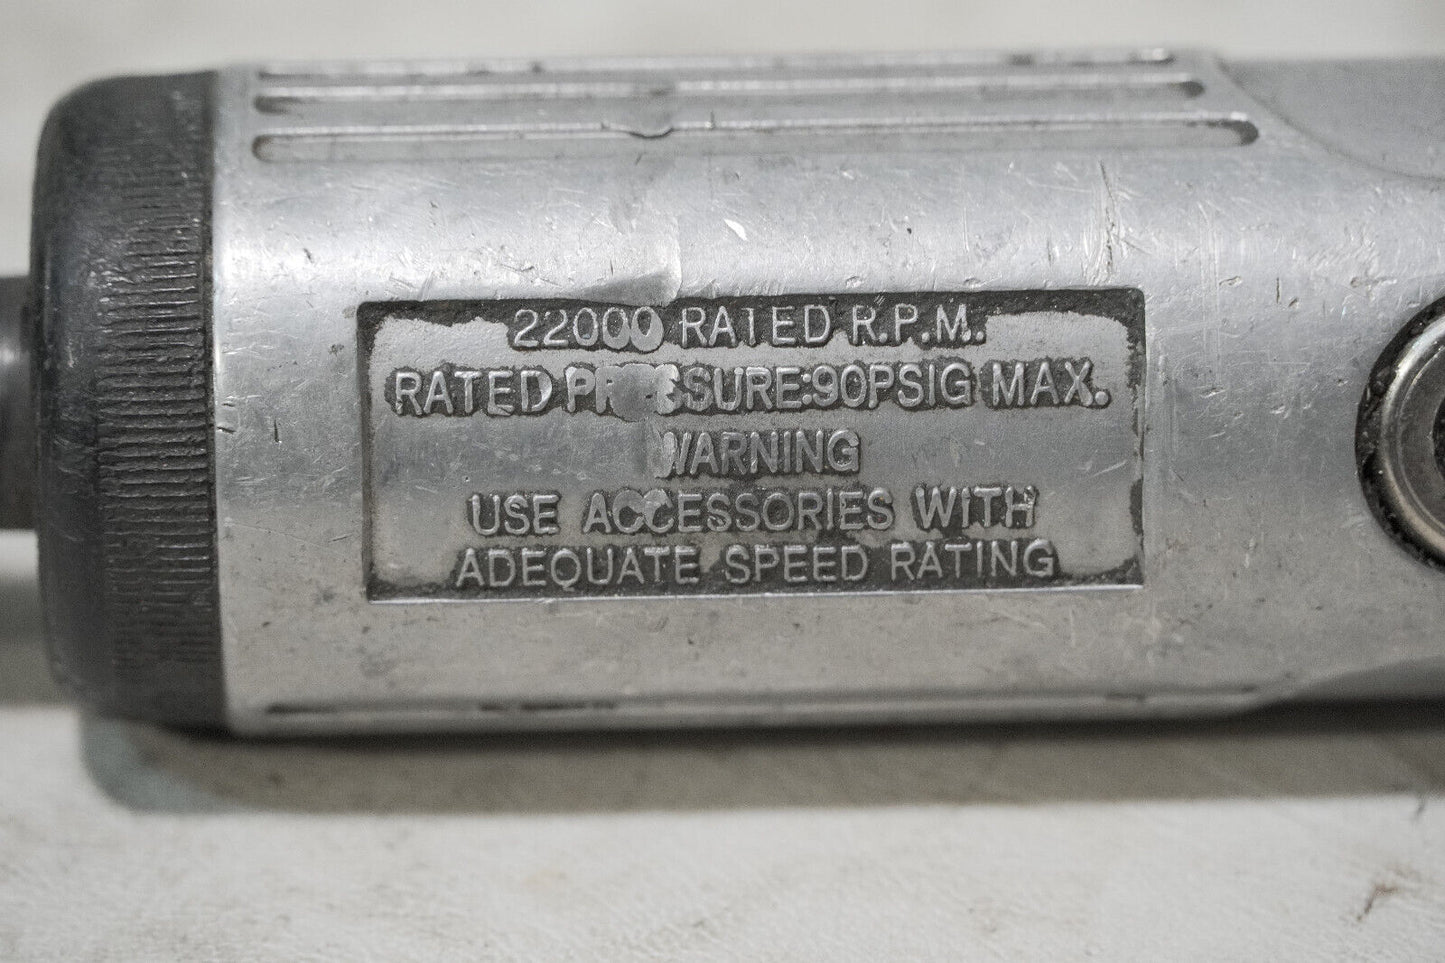 22000 RATED R.P.M.
RATED PRESSURE:90PSIG MAX.
WARNING
USE ACCESSORIES WITH
ADEQUATE SPEED RATING